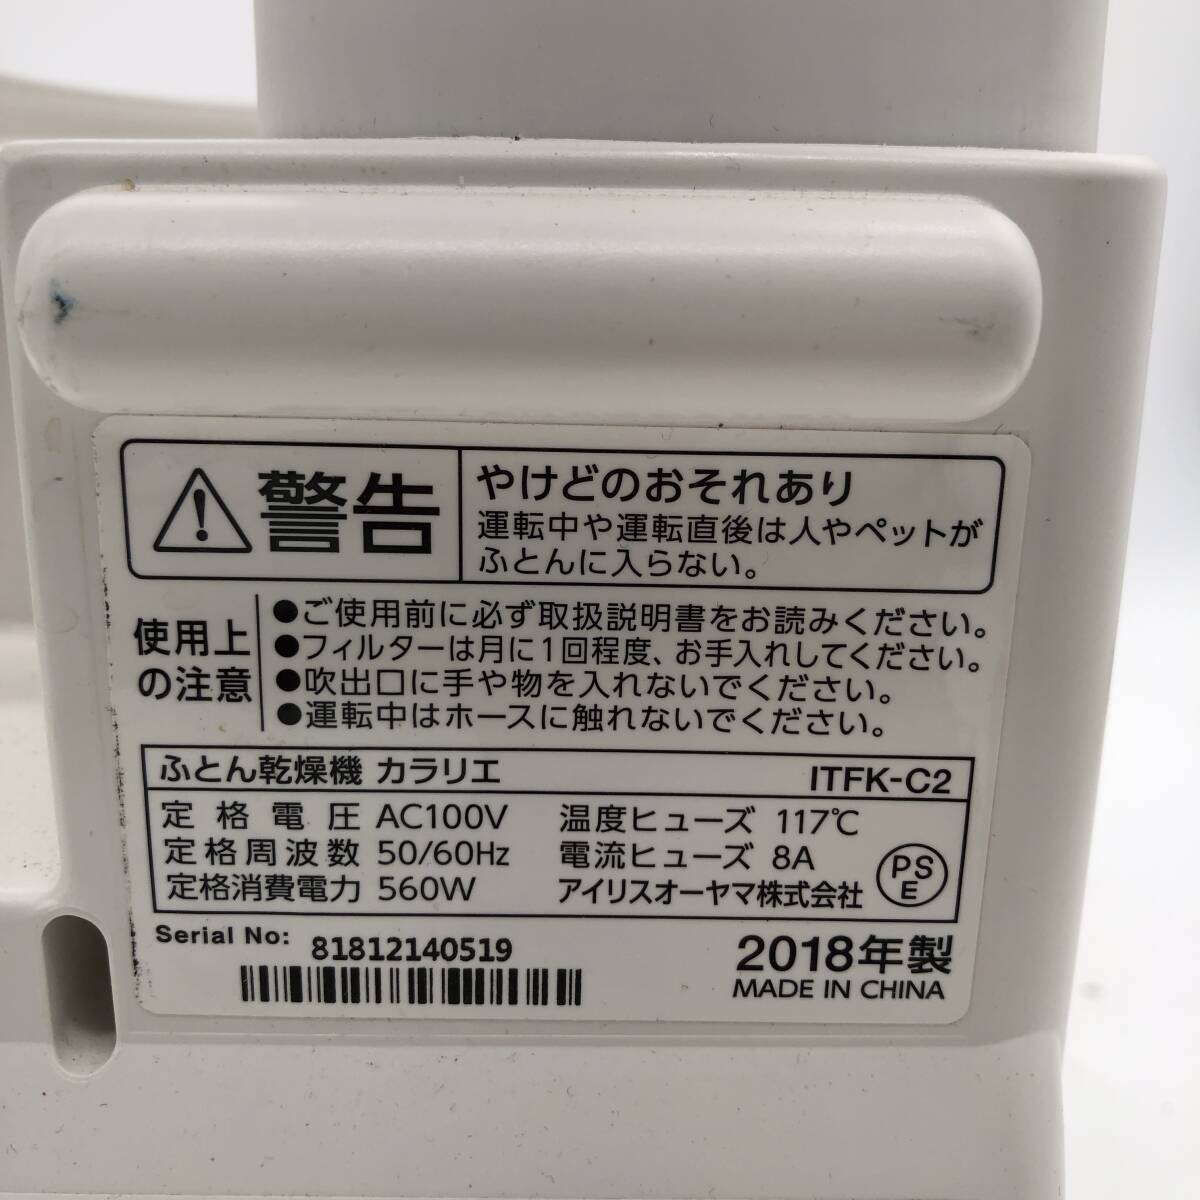 警告
やけどのおそれあり
運転中や運転直後は人やペットが
ふとんに入らない。
使用上
の注意
●ご使用前に必ず取扱説明書をお読みください。
●フィルターは月に1回程度、お手入れしてください。
●吹出口に手や物を入れないでください。
●運転中はホースに触れないでください。
ふとん乾燥機 カラリエ ITFK-C2
定格電圧 AC100V 温度ヒューズ 117℃
定格周波数 50/60Hz 電流ヒューズ 8A
定格消費電力 560W アイリスオーヤマ株式会社
PS
E
Serial No: 81812140519
2018年製
MADE IN CHINA